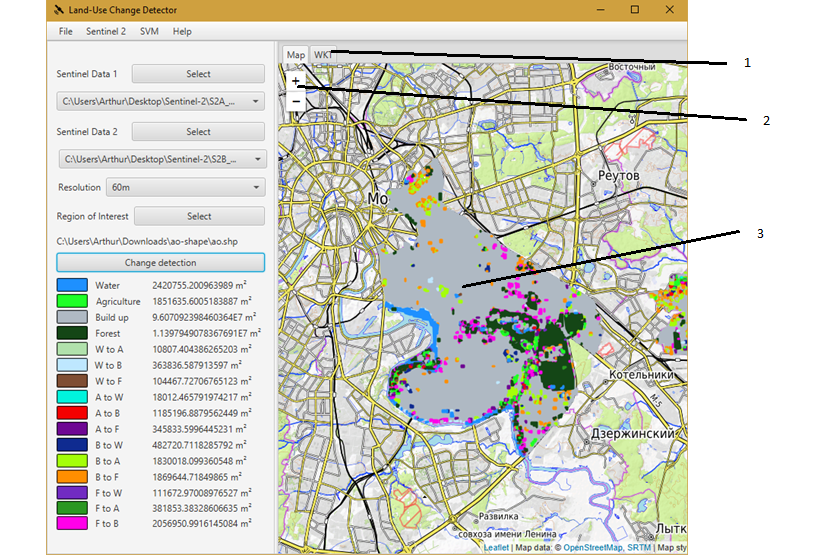 Land-Use Change Detector
File Sentinel 2 SVM Help
Map WKT
1
Sentinel Data 1 Select
C:\Users\Arthur\Desktop\Sentinel-2\S2A_...
+
−
2
Sentinel Data 2 Select
C:\Users\Arthur\Desktop\Sentinel-2\S2B_...
Resolution 60m
Region of Interest Select
C:\Users\Arthur\Downloads\ao-shape\ao.shp
Change detection
3
Water 2420755.200963989 m²
Agriculture 1851635.6005183887 m²
Build up 9.607092398460364E7 m²
Forest 1.1397949078367691E7 m²
W to A 10807.404386265203 m²
W to B 363836.587913597 m²
W to F 104467.72706765123 m²
A to W 18012.465791974217 m²
A to B 1185196.8879562449 m²
A to F 345833.5996445231 m²
B to W 482720.7118285792 m²
B to A 1830018.099360548 m²
B to F 1869644.71849865 m²
F to W 111672.97008976527 m²
F to A 381853.38328606635 m²
F to B 2056950.9916145084 m²
Восточный
Реутов
Мо
Котельники
М-5
Дзержинский
Развилка
совхоза имени Ленина
Лытк
Leaflet | Map data: © OpenStreetMap, SRTM | Map sty